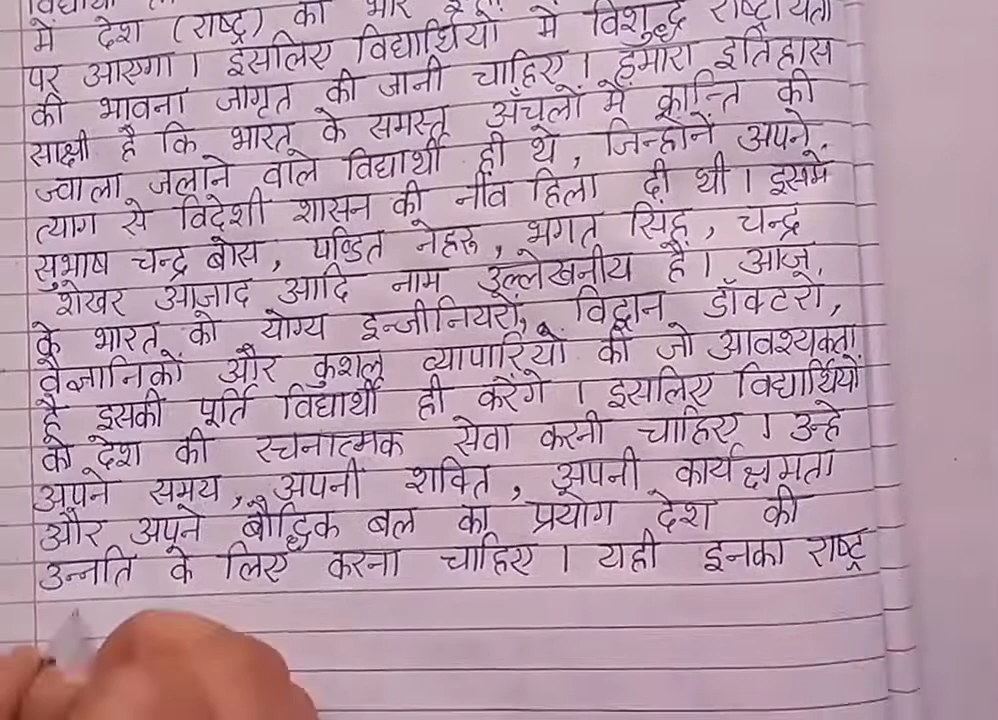 में देश (राष्ट्र) का भार
पर आएगा। इसलिए विद्यार्थियों में विशुद्ध राष्ट्रीयता
की भावना जागृत की जानी चाहिए। हमारा इतिहास
साक्षी है कि भारत के समस्त अँचलों में क्रान्ति की
ज्वाला जलाने वाले विद्यार्थी ही थे, जिन्होंने अपने
त्याग से विदेशी शासन की नींव हिला दी थी। इसमें
सुभाष चन्द्र बोस, पण्डित नेहरू, भगत सिंह, चन्द्र
शेखर आजाद आदि नाम उल्लेखनीय हैं। आज
के भारत को योग्य इन्जीनियरों, विद्वान डॉक्टरों,
वैज्ञानिकों और कुशल व्यापारियों की जो आवश्यकता
है इसकी पूर्ति विद्यार्थी ही करेंगे। इसलिए विद्यार्थियों
को देश की रचनात्मक सेवा करनी चाहिए। उन्हे
अपने समय, अपनी शक्ति, अपनी कार्यक्षमता
और अपने बौद्धिक बल का प्रयोग देश की
उन्नति के लिए करना चाहिए। यही इनका राष्ट्र